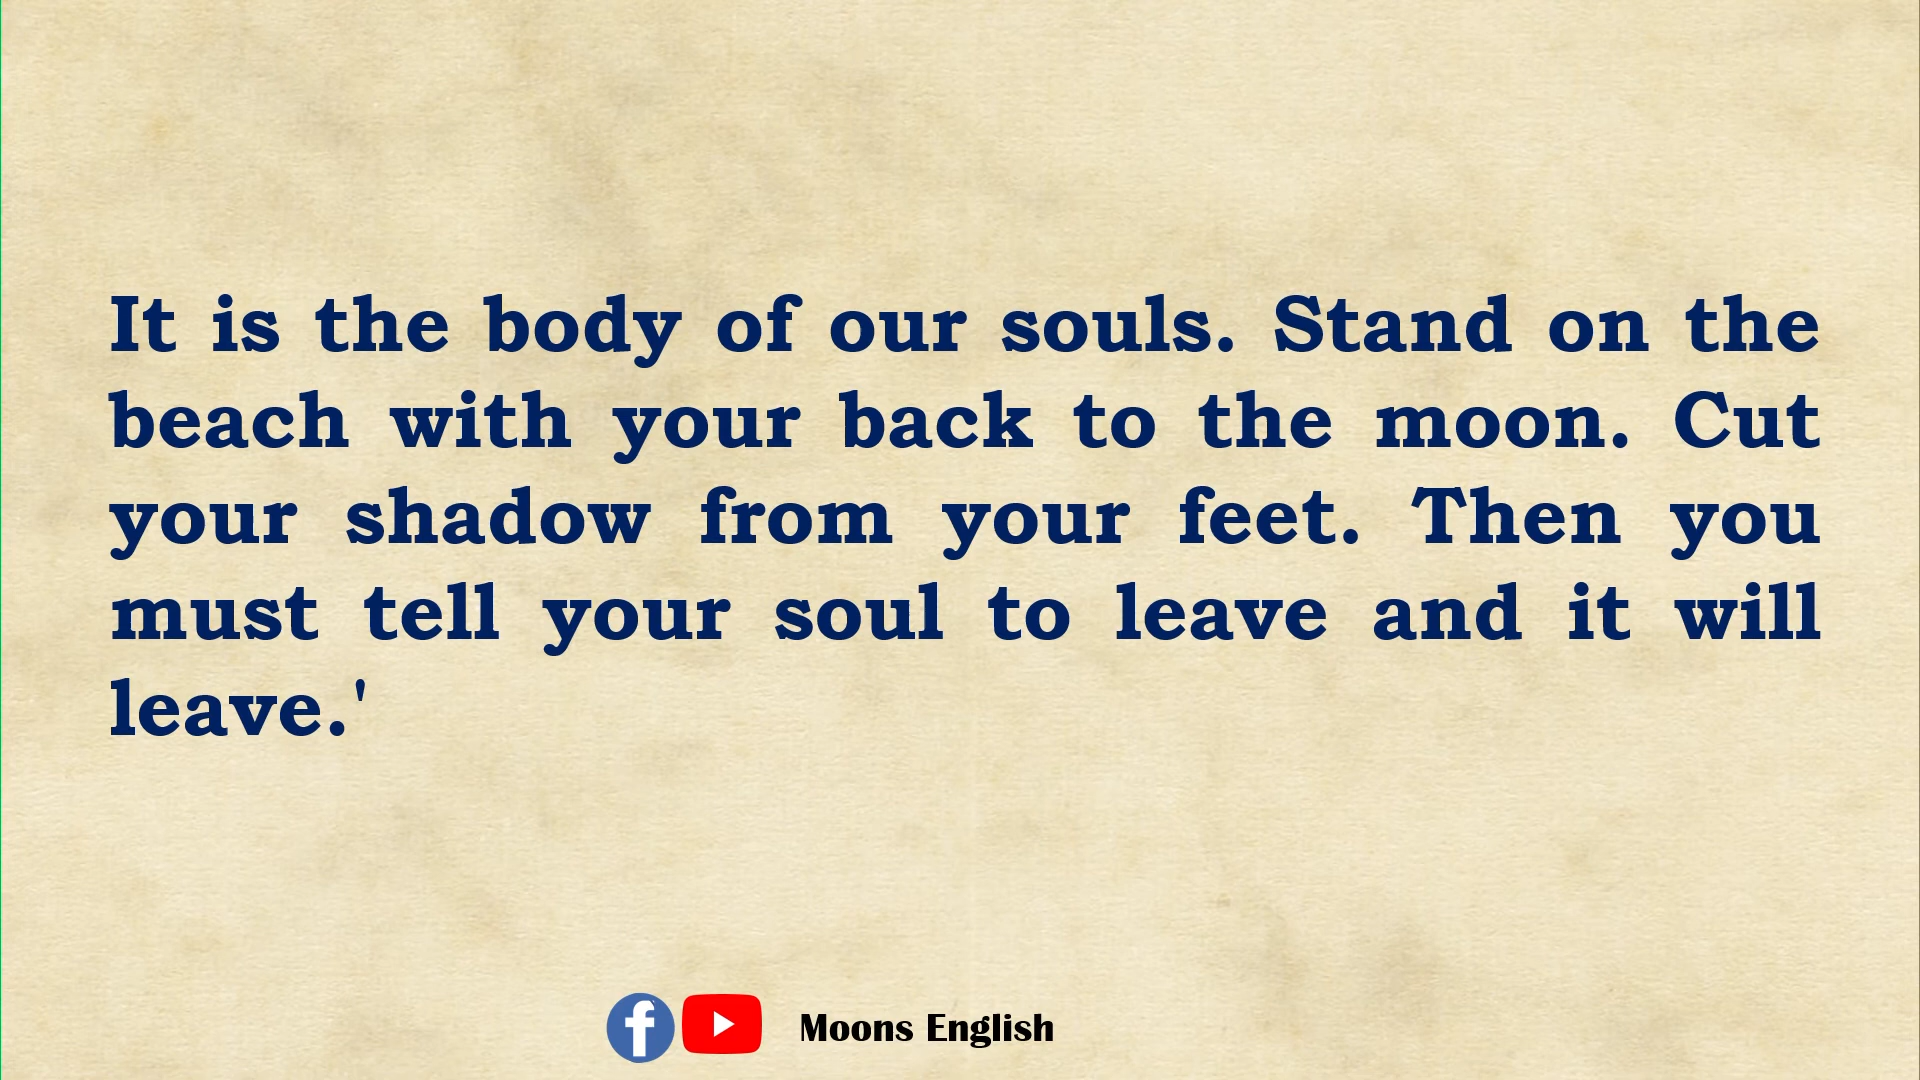 It is the body of our souls. Stand on the
beach with your back to the moon. Cut
your shadow from your feet. Then you
must tell your soul to leave and it will
leave.'
Moons English